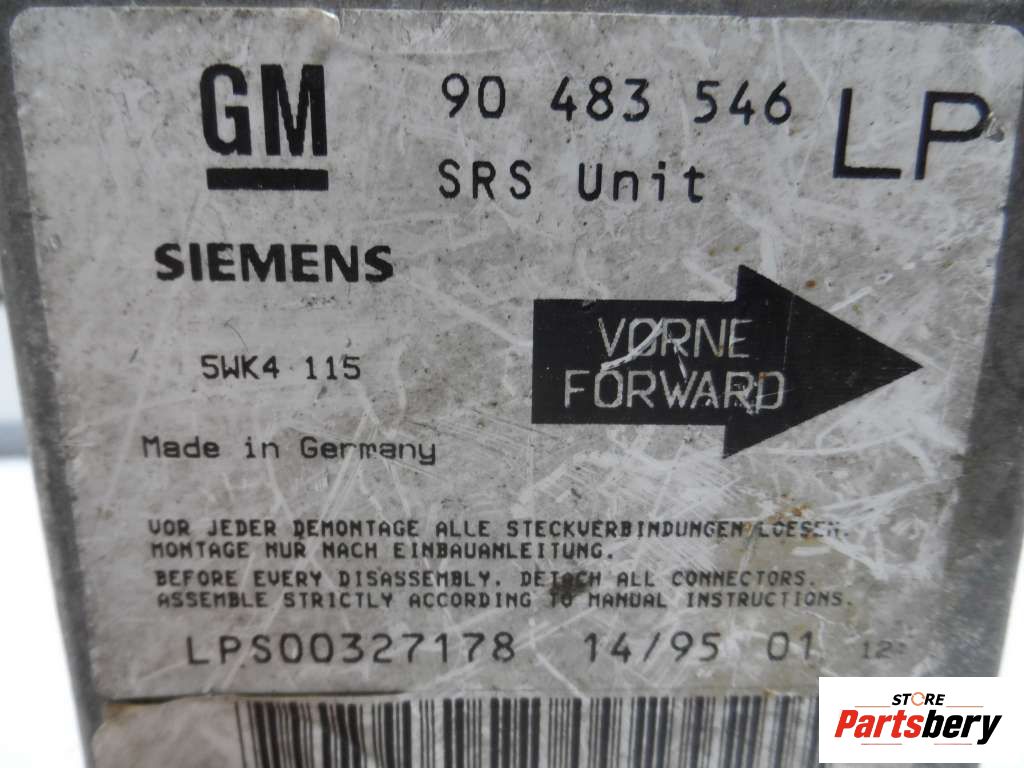 GM 90 483 546 LP
SRS Unit
SIEMENS
VORNE
FORWARD
5WK4 115
Made in Germany
VOR JEDER DEMONTAGE ALLE STECKVERBINDUNGEN LOESEN.
MONTAGE NUR NACH EINBAUANLEITUNG.
BEFORE EVERY DISASSEMBLY, DETACH ALL CONNECTORS.
ASSEMBLE STRICTLY ACCORDING TO MANUAL INSTRUCTIONS.
LPS00327178 14/95 01
STORE
Partsbery